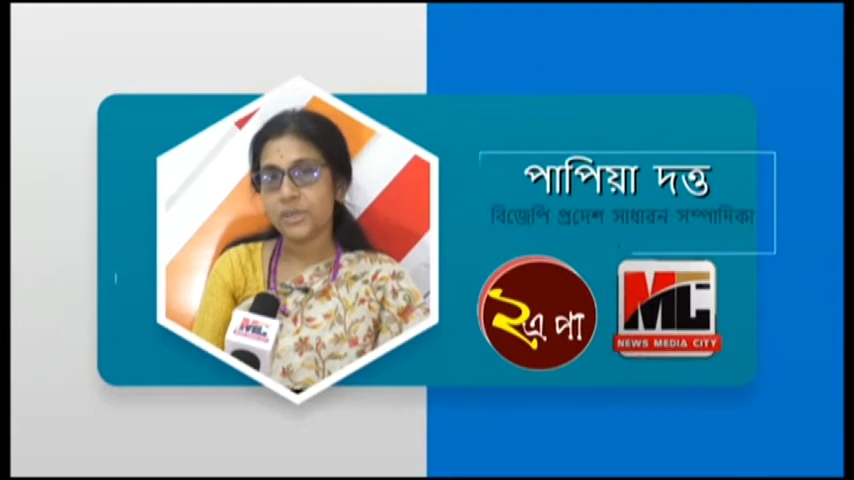 পাপিয়া দত্ত
বিজেপি প্রদেশ সাধারন সম্পাদিকা
২এ পা
MC
NEWS MEDIA CITY